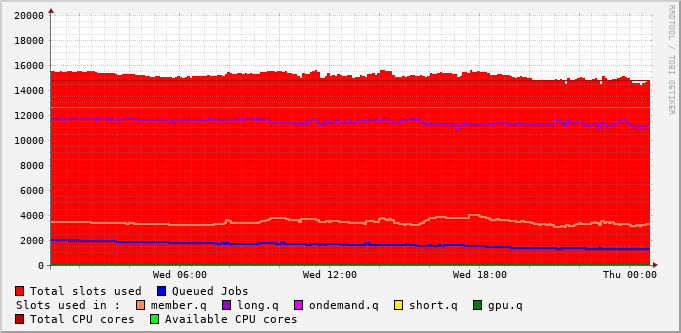 RRDTOOL / TOBI OETIKER
20000
18000
16000
14000
12000
10000
8000
6000
4000
2000
0
Wed 06:00 Wed 12:00 Wed 18:00 Thu 00:00
Total slots used Queued Jobs
Slots used in : member.q long.q ondemand.q short.q gpu.q
Total CPU cores Available CPU cores